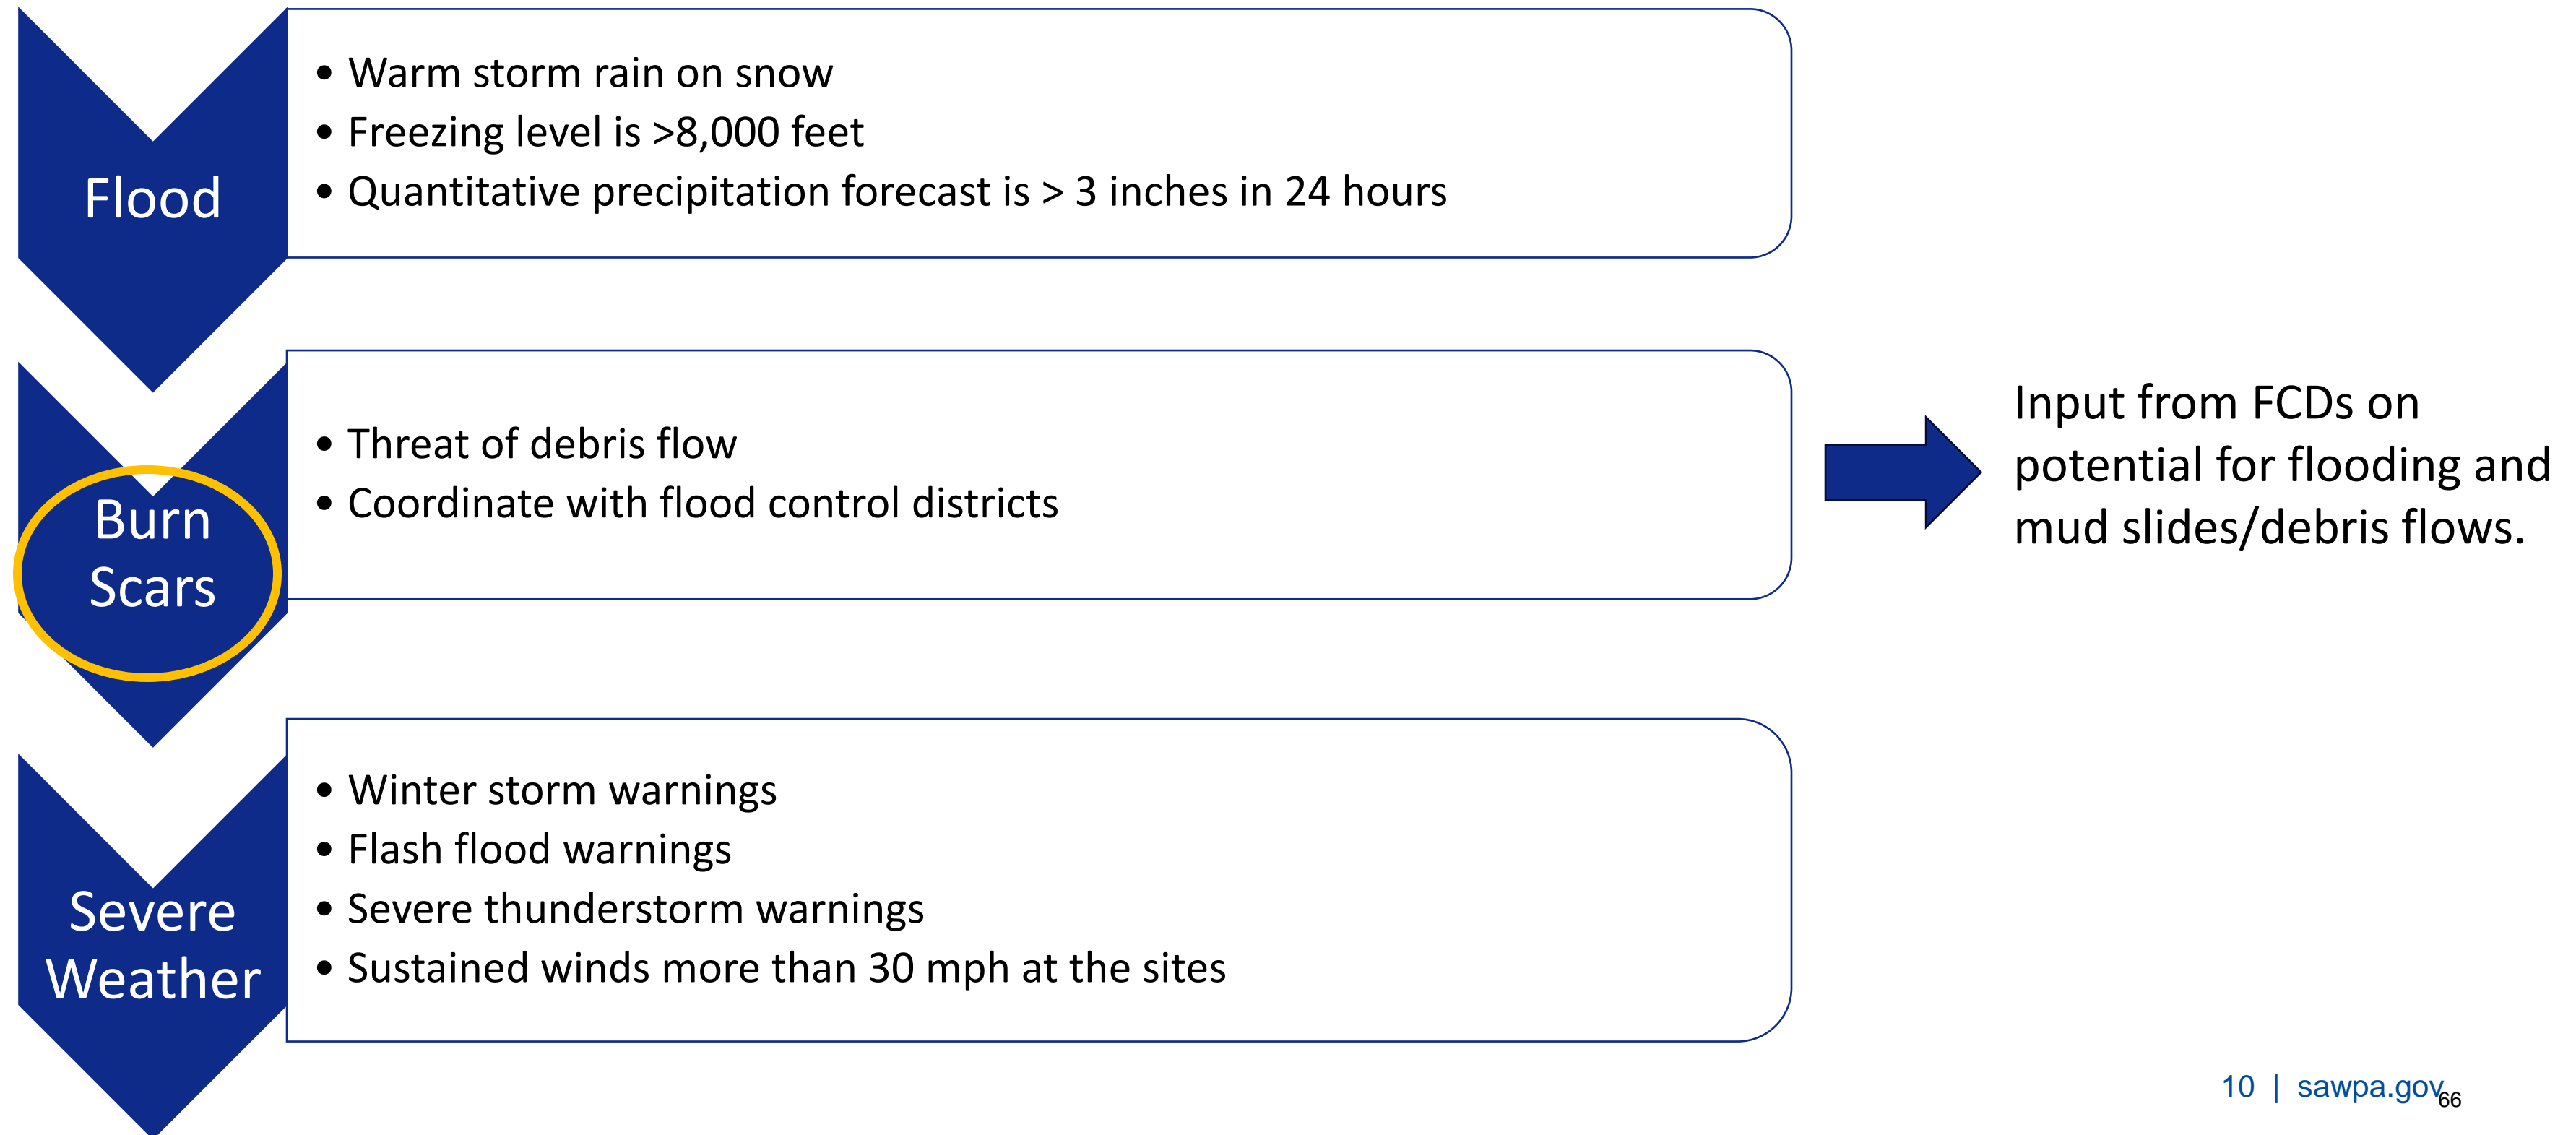 Flood
• Warm storm rain on snow
• Freezing level is >8,000 feet
• Quantitative precipitation forecast is > 3 inches in 24 hours
Burn
Scars
• Threat of debris flow
• Coordinate with flood control districts
Input from FCDs on
potential for flooding and
mud slides/debris flows.
Severe
Weather
• Winter storm warnings
• Flash flood warnings
• Severe thunderstorm warnings
• Sustained winds more than 30 mph at the sites
10 | sawpa.gov
66